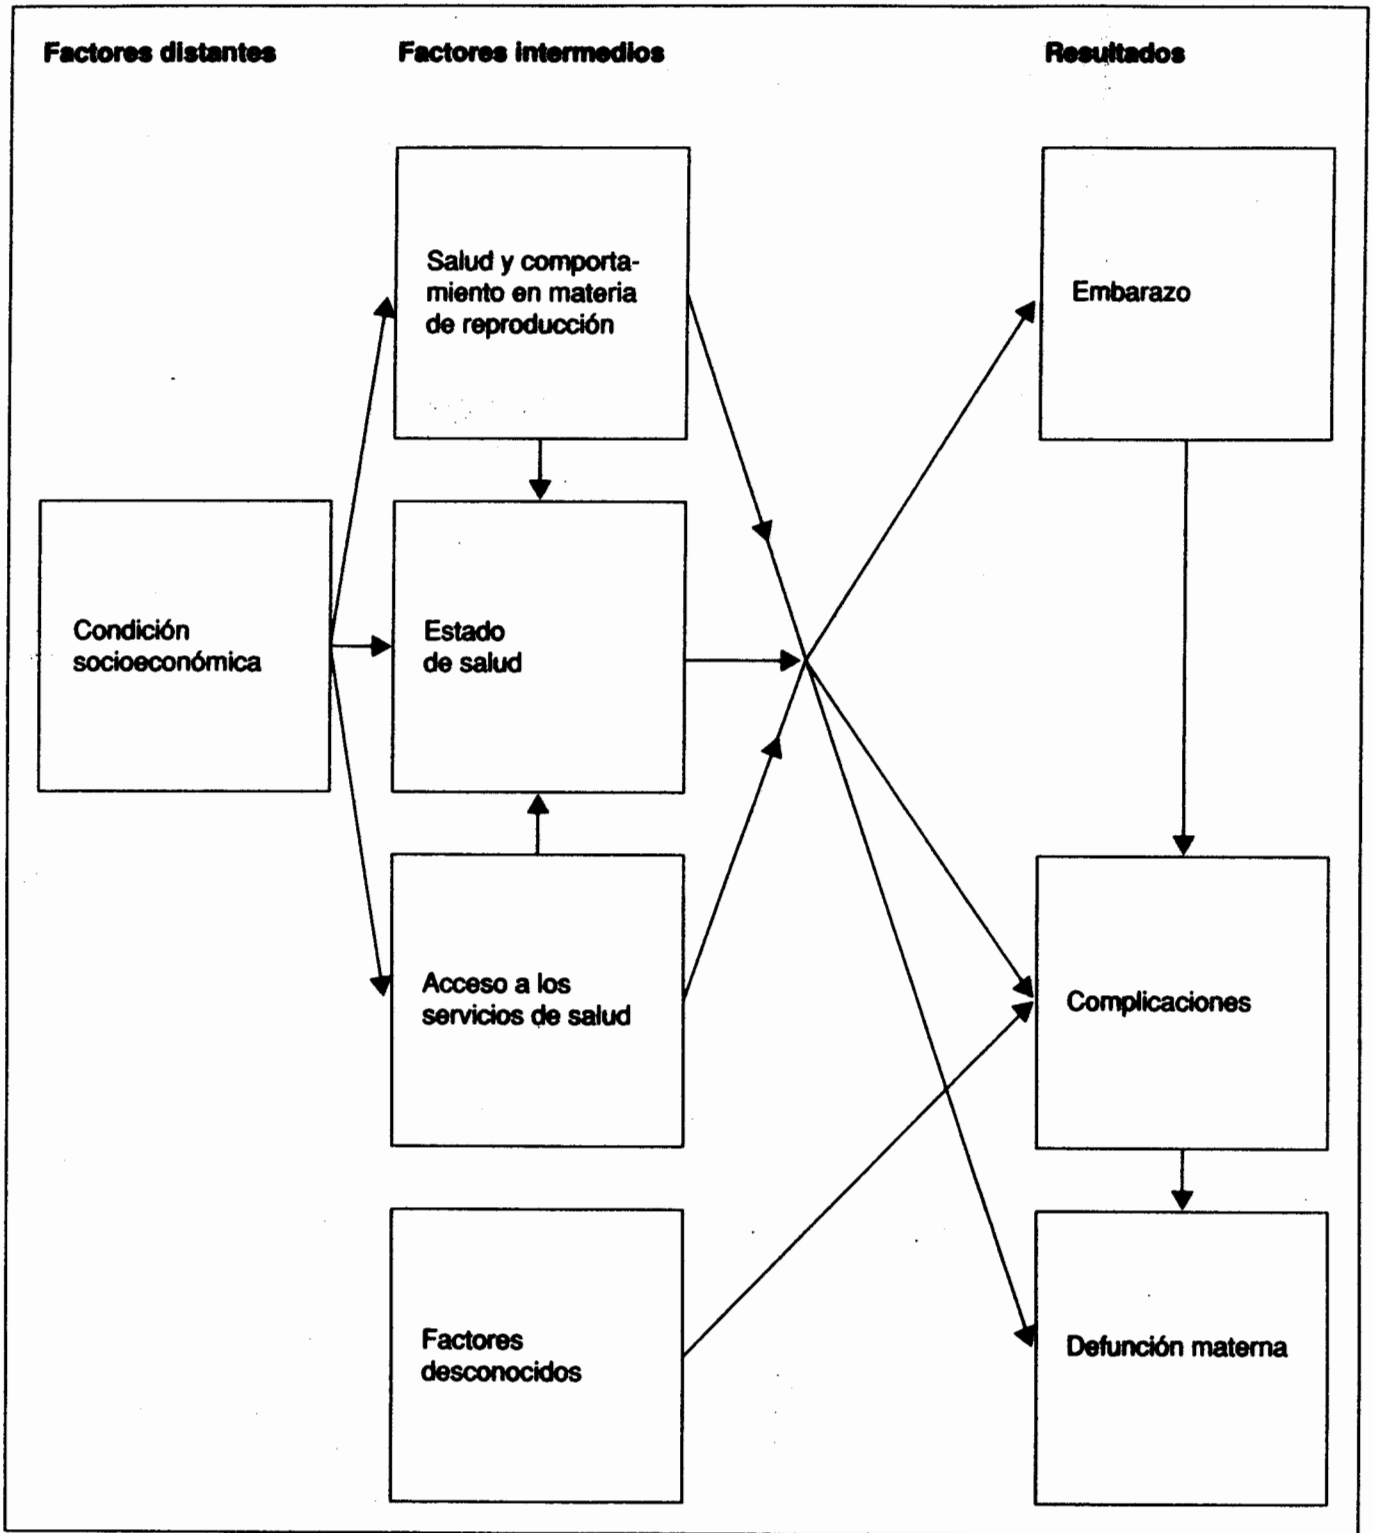 Factores distantes
Factores intermedios
Resultados
Salud y comporta-
miento en materia
de reproducción
Embarazo
Condición
socioeconómica
Estado
de salud
Acceso a los
servicios de salud
Complicaciones
Factores
desconocidos
Defunción materna